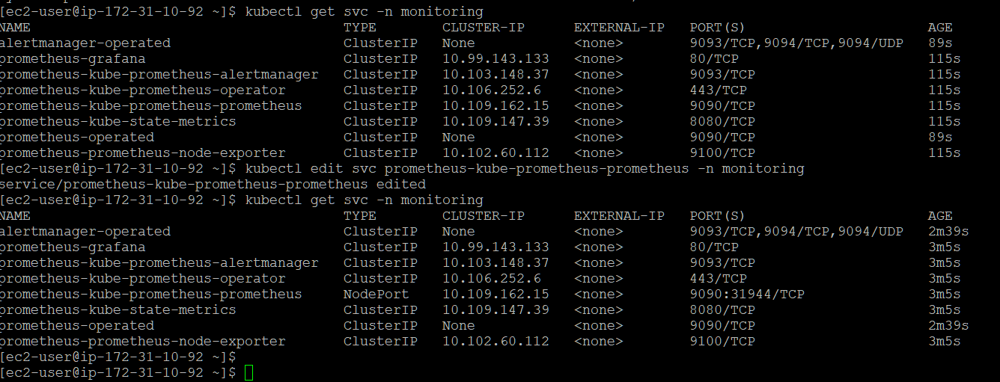 [ec2-user@ip-172-31-10-92 ~]$ kubectl get svc -n monitoring
NAME TYPE CLUSTER-IP EXTERNAL-IP PORT(S) AGE
alertmanager-operated ClusterIP None <none> 9093/TCP,9094/TCP,9094/UDP 89s
prometheus-grafana ClusterIP 10.99.143.133 <none> 80/TCP 115s
prometheus-kube-prometheus-alertmanager ClusterIP 10.103.148.37 <none> 9093/TCP 115s
prometheus-kube-prometheus-operator ClusterIP 10.106.252.6 <none> 443/TCP 115s
prometheus-kube-prometheus-prometheus ClusterIP 10.109.162.15 <none> 9090/TCP 115s
prometheus-kube-state-metrics ClusterIP 10.109.147.39 <none> 8080/TCP 115s
prometheus-operated ClusterIP None <none> 9090/TCP 89s
prometheus-prometheus-node-exporter ClusterIP 10.102.60.112 <none> 9100/TCP 115s
[ec2-user@ip-172-31-10-92 ~]$ kubectl edit svc prometheus-kube-prometheus-prometheus -n monitoring
service/prometheus-kube-prometheus-prometheus edited
[ec2-user@ip-172-31-10-92 ~]$ kubectl get svc -n monitoring
NAME TYPE CLUSTER-IP EXTERNAL-IP PORT(S) AGE
alertmanager-operated ClusterIP None <none> 9093/TCP,9094/TCP,9094/UDP 2m39s
prometheus-grafana ClusterIP 10.99.143.133 <none> 80/TCP 3m5s
prometheus-kube-prometheus-alertmanager ClusterIP 10.103.148.37 <none> 9093/TCP 3m5s
prometheus-kube-prometheus-operator ClusterIP 10.106.252.6 <none> 443/TCP 3m5s
prometheus-kube-prometheus-prometheus NodePort 10.109.162.15 <none> 9090:31944/TCP 3m5s
prometheus-kube-state-metrics ClusterIP 10.109.147.39 <none> 8080/TCP 3m5s
prometheus-operated ClusterIP None <none> 9090/TCP 2m39s
prometheus-prometheus-node-exporter ClusterIP 10.102.60.112 <none> 9100/TCP 3m5s
[ec2-user@ip-172-31-10-92 ~]$
[ec2-user@ip-172-31-10-92 ~]$